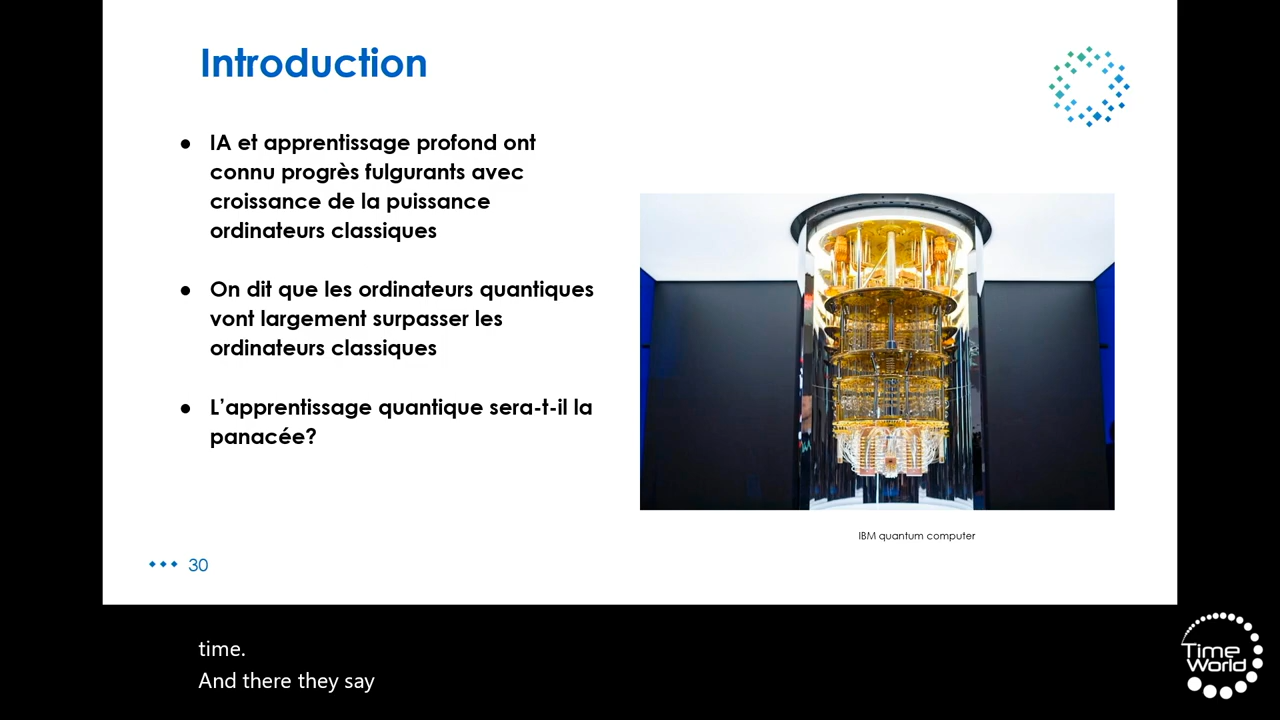 Introduction
● IA et apprentissage profond ont
connu progrès fulgurants avec
croissance de la puissance
ordinateurs classiques
● On dit que les ordinateurs quantiques
vont largement surpasser les
ordinateurs classiques
● L'apprentissage quantique sera-t-il la
panacée?
IBM quantum computer
30
time.
And there they say
Time
World